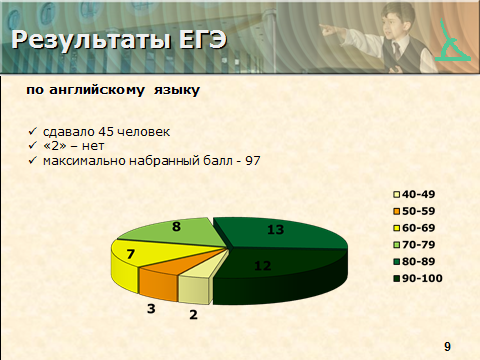 Результаты ЕГЭ
по английскому языку
✓ сдавало 45 человек
✓ «2» – нет
✓ максимально набранный балл - 97
40-49
50-59
60-69
70-79
80-89
90-100
8
13
7
12
3
2
9